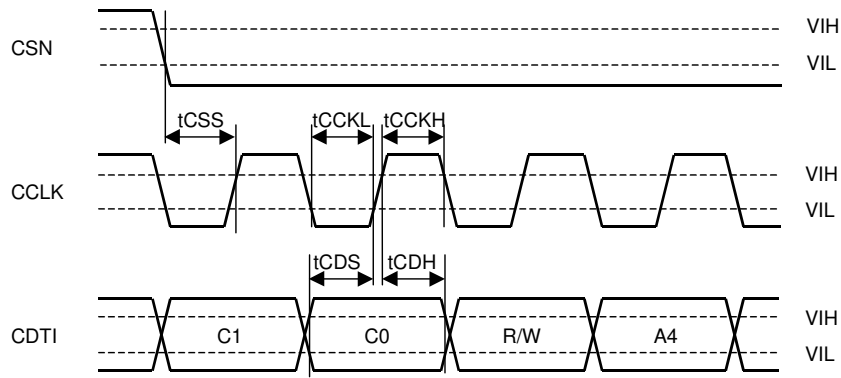 CSN
VIH
VIL
tCSS
tCCKL
tCCKH
CCLK
VIH
VIL
tCDS
tCDH
CDTI
C1
C0
R/W
A4
VIH
VIL